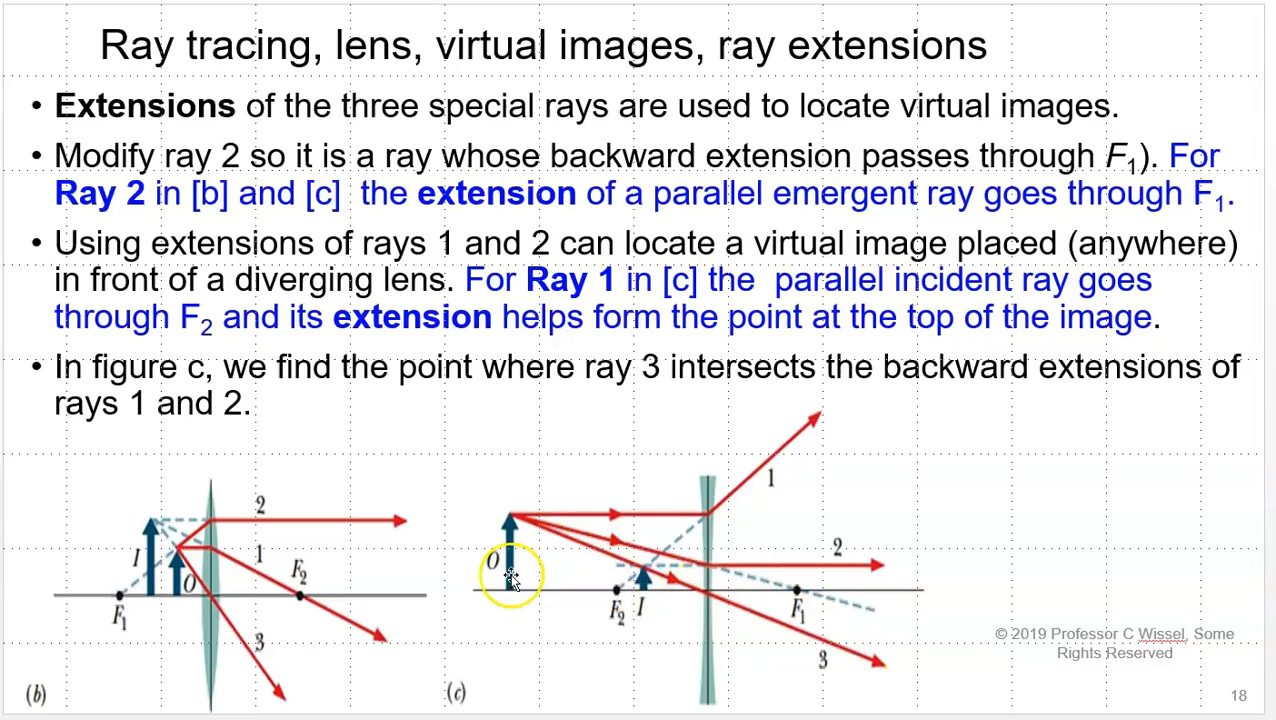 Ray tracing, lens, virtual images, ray extensions
• Extensions of the three special rays are used to locate virtual images.
• Modify ray 2 so it is a ray whose backward extension passes through F1). For
Ray 2 in [b] and [c]  the extension of a parallel emergent ray goes through F1.
• Using extensions of rays 1 and 2 can locate a virtual image placed (anywhere)
in front of a diverging lens. For Ray 1 in [c] the  parallel incident ray goes
through F2 and its extension helps form the point at the top of the image.
• In figure c, we find the point where ray 3 intersects the backward extensions of
rays 1 and 2.
2
1
I
O
F1
F2
3
(b)
1
O
2
F2
I
F1
3
(c)
© 2019 Professor C Wissel, Some
Rights Reserved
18